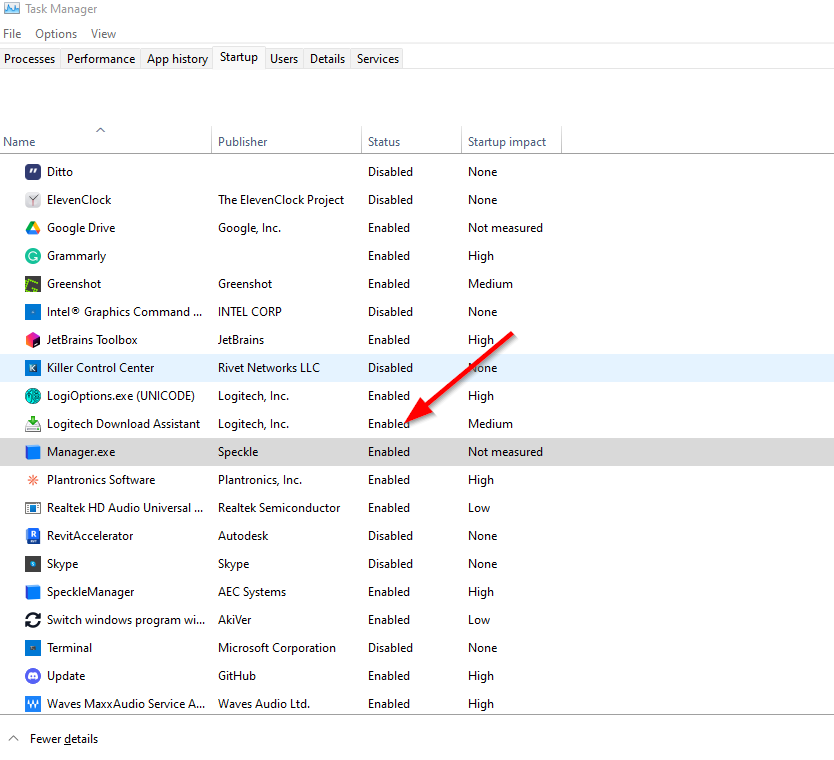 Task Manager
File Options View
Processes Performance App history Startup Users Details Services
Name Publisher Status Startup impact
Ditto Disabled None
ElevenClock The ElevenClock Project Disabled None
Google Drive Google, Inc. Enabled Not measured
Grammarly Enabled High
Greenshot Greenshot Enabled Medium
Intel® Graphics Command ... INTEL CORP Disabled None
JetBrains Toolbox JetBrains Enabled High
Killer Control Center Rivet Networks LLC Disabled None
LogiOptions.exe (UNICODE) Logitech, Inc. Enabled High
Logitech Download Assistant Logitech, Inc. Enabled Medium
Manager.exe Speckle Enabled Not measured
Plantronics Software Plantronics, Inc. Enabled High
Realtek HD Audio Universal ... Realtek Semiconductor Enabled Low
RevitAccelerator Autodesk Disabled None
Skype Skype Disabled None
SpeckleManager AEC Systems Enabled High
Switch windows program wi... AkiVer Enabled Low
Terminal Microsoft Corporation Disabled None
Update GitHub Enabled High
Waves MaxxAudio Service A... Waves Audio Ltd. Enabled High
Fewer details